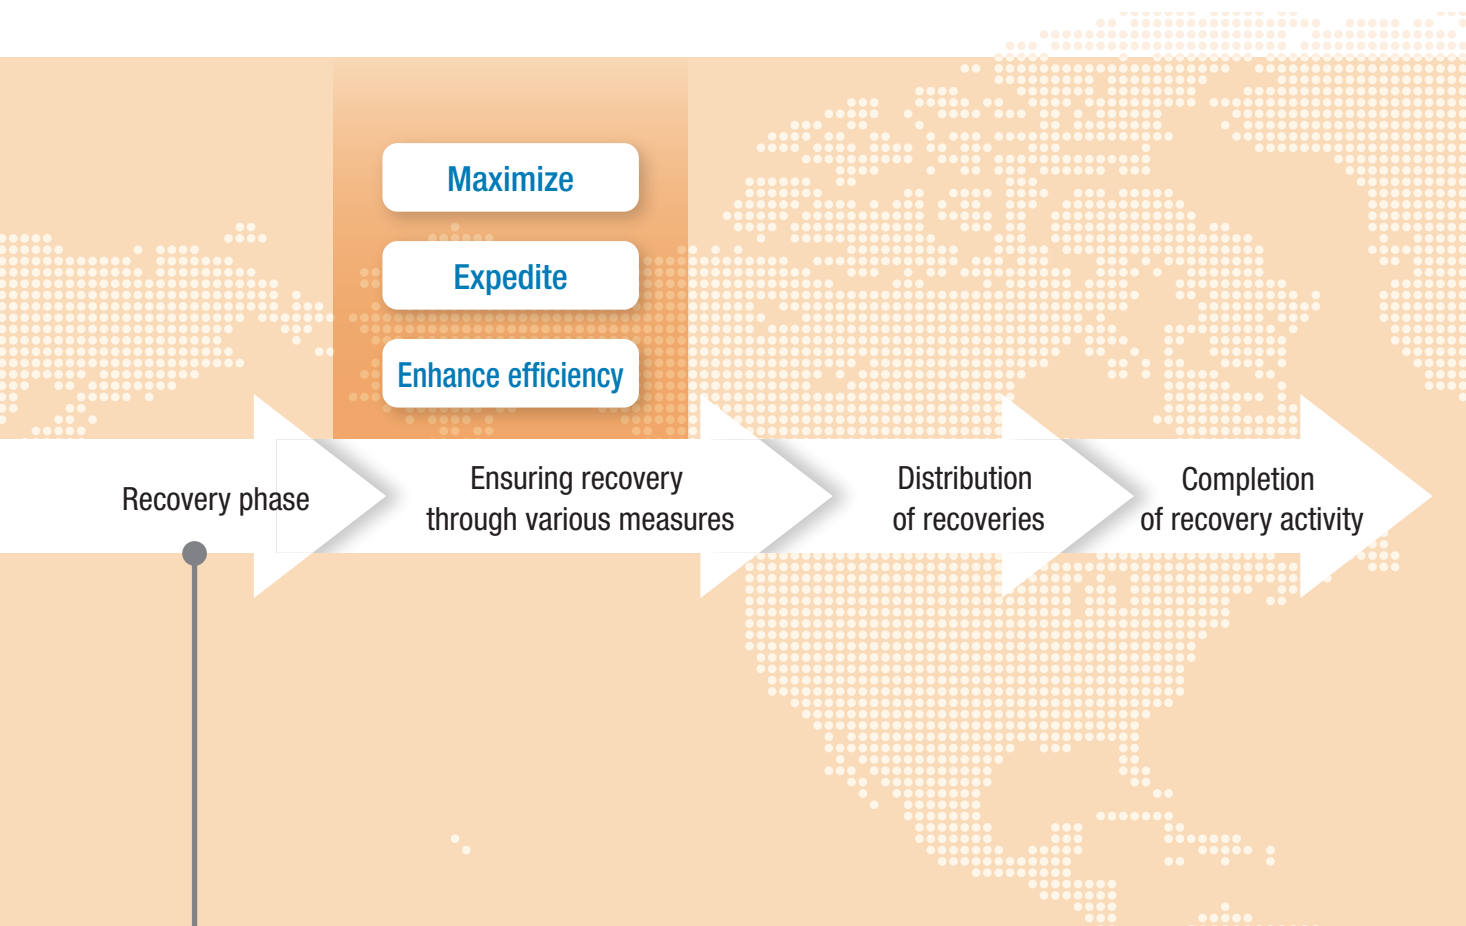 Maximize
Expedite
Enhance efficiency
Recovery phase
Ensuring recovery
through various measures
Distribution
of recoveries
Completion
of recovery activity